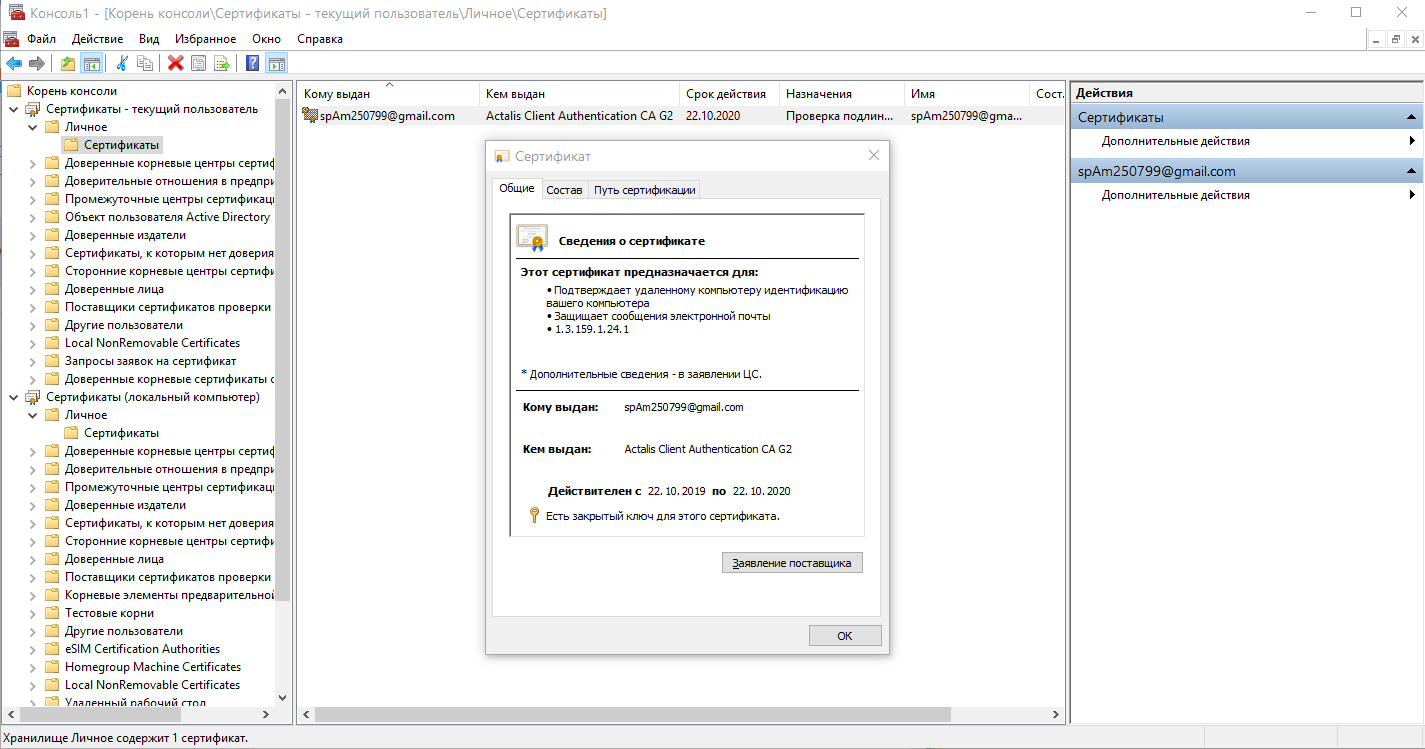 Консоль1 - [Корень консоли\Сертификаты - текущий пользователь\Личное\Сертификаты]
Файл Действие Вид Избранное Окно Справка
Корень консоли
Сертификаты - текущий пользователь
Личное
Сертификаты
Доверенные корневые центры сертиф
Доверительные отношения в предпри
Промежуточные центры сертификац
Объект пользователя Active Directory
Доверенные издатели
Сертификаты, к которым нет доверия
Сторонние корневые центры сертифи
Доверенные лица
Поставщики сертификатов проверки
Другие пользователи
Local NonRemovable Certificates
Запросы заявок на сертификат
Доверенные корневые сертификаты с
Сертификаты (локальный компьютер)
Личное
Сертификаты
Доверенные корневые центры сертиф
Доверительные отношения в предпри
Промежуточные центры сертификац
Доверенные издатели
Сертификаты, к которым нет доверия
Сторонние корневые центры сертифи
Доверенные лица
Поставщики сертификатов проверки
Корневые элементы предварительной
Тестовые корни
Другие пользователи
eSIM Certification Authorities
Homegroup Machine Certificates
Local NonRemovable Certificates
Удаленный рабочий стол
Кому выдан Кем выдан Срок действия Назначения Имя Сост.
spAm250799@gmail.com Actalis Client Authentication CA G2 22.10.2020 Проверка подлин... spAm250799@gma...
Сертификат
Общие Состав Путь сертификации
Сведения о сертификате
Этот сертификат предназначается для:
• Подтверждает удаленному компьютеру идентификацию
вашего компьютера
• Защищает сообщения электронной почты
• 1.3.159.1.24.1
* Дополнительные сведения - в заявлении ЦС.
Кому выдан: spAm250799@gmail.com
Кем выдан: Actalis Client Authentication CA G2
Действителен с 22.10.2019 по 22.10.2020
Есть закрытый ключ для этого сертификата.
Заявление поставщика
ОК
Действия
Сертификаты
Дополнительные действия
spAm250799@gmail.com
Дополнительные действия
Хранилище Личное содержит 1 сертификат.